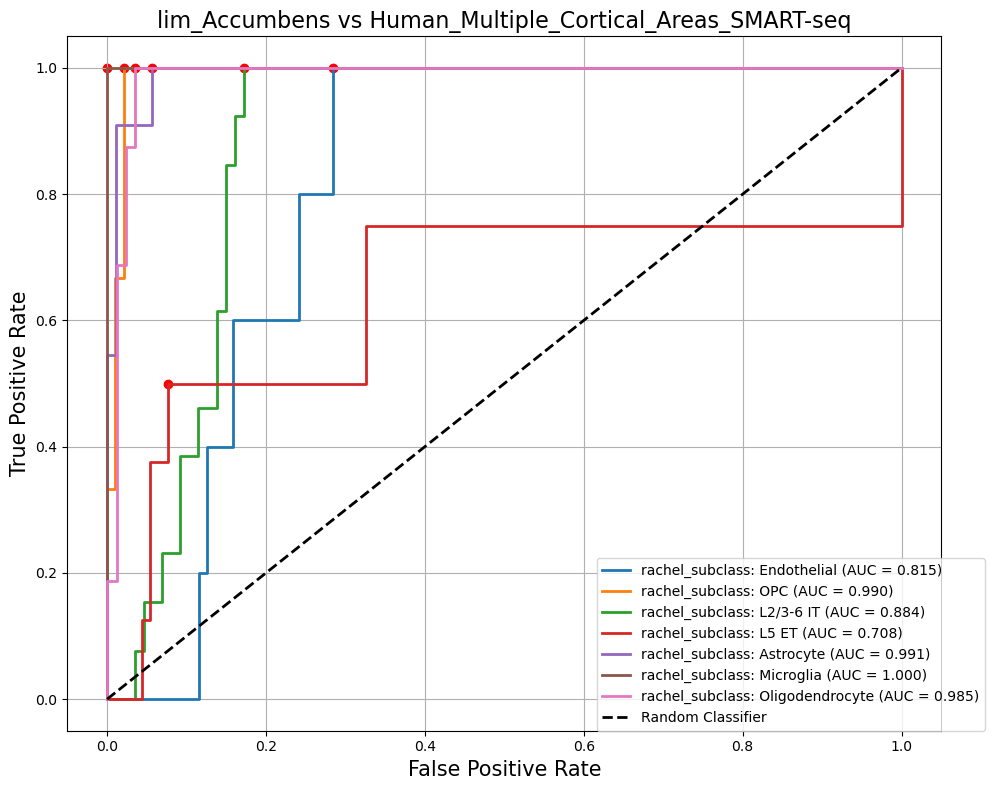 lim_Accumbens vs Human_Multiple_Cortical_Areas_SMART-seq
1.0
0.8
0.6
0.4
0.2
0.0
True Positive Rate
0.0 0.2 0.4 0.6 0.8 1.0
False Positive Rate
rachel_subclass: Endothelial (AUC = 0.815)
rachel_subclass: OPC (AUC = 0.990)
rachel_subclass: L2/3-6 IT (AUC = 0.884)
rachel_subclass: L5 ET (AUC = 0.708)
rachel_subclass: Astrocyte (AUC = 0.991)
rachel_subclass: Microglia (AUC = 1.000)
rachel_subclass: Oligodendrocyte (AUC = 0.985)
Random Classifier